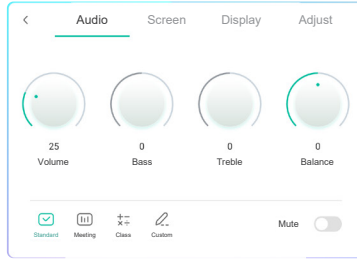 Audio Screen Display Adjust
25 0 0 0
Volume Bass Treble Balance
Standard Meeting Class Custom Mute